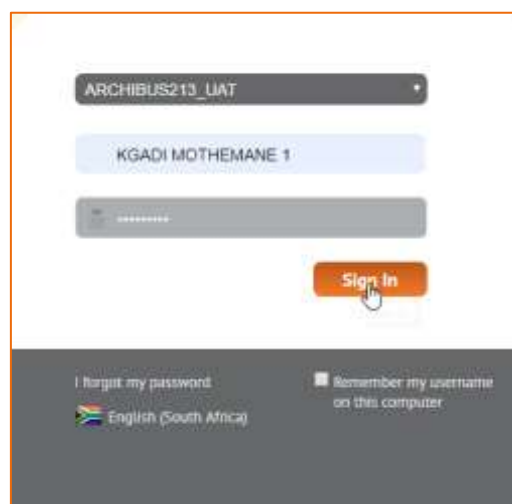 ARCHIBUS213_UAT
KGADI MOTHEMANE 1
Sign In
I forgot my password
Remember my username
on this computer
English (South Africa)